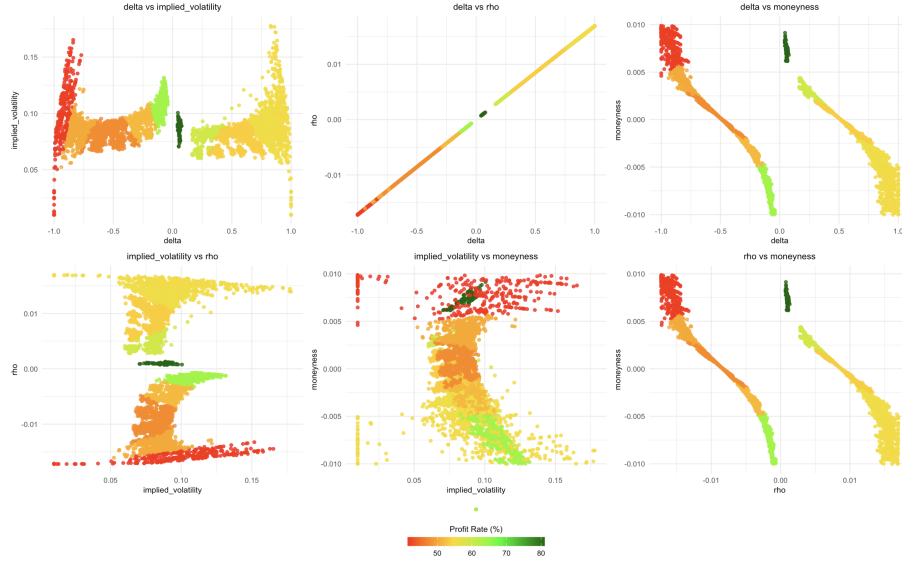 delta vs implied_volatility
delta vs rho
delta vs moneyness
implied_volatility
0.15
0.10
0.05
-1.0
-0.5
0.0
0.5
1.0
delta
rho
0.01
0.00
-0.01
-1.0
-0.5
0.0
0.5
1.0
delta
moneyness
0.010
0.005
0.000
-0.005
-0.010
-1.0
-0.5
0.0
0.5
1.0
delta
implied_volatility vs rho
implied_volatility vs moneyness
rho vs moneyness
rho
0.01
0.00
-0.01
0.05
0.10
0.15
implied_volatility
moneyness
0.010
0.005
0.000
-0.005
-0.010
0.05
0.10
0.15
implied_volatility
moneyness
0.010
0.005
0.000
-0.005
-0.010
-0.01
0.00
0.01
rho
Profit Rate (%)
50
60
70
80